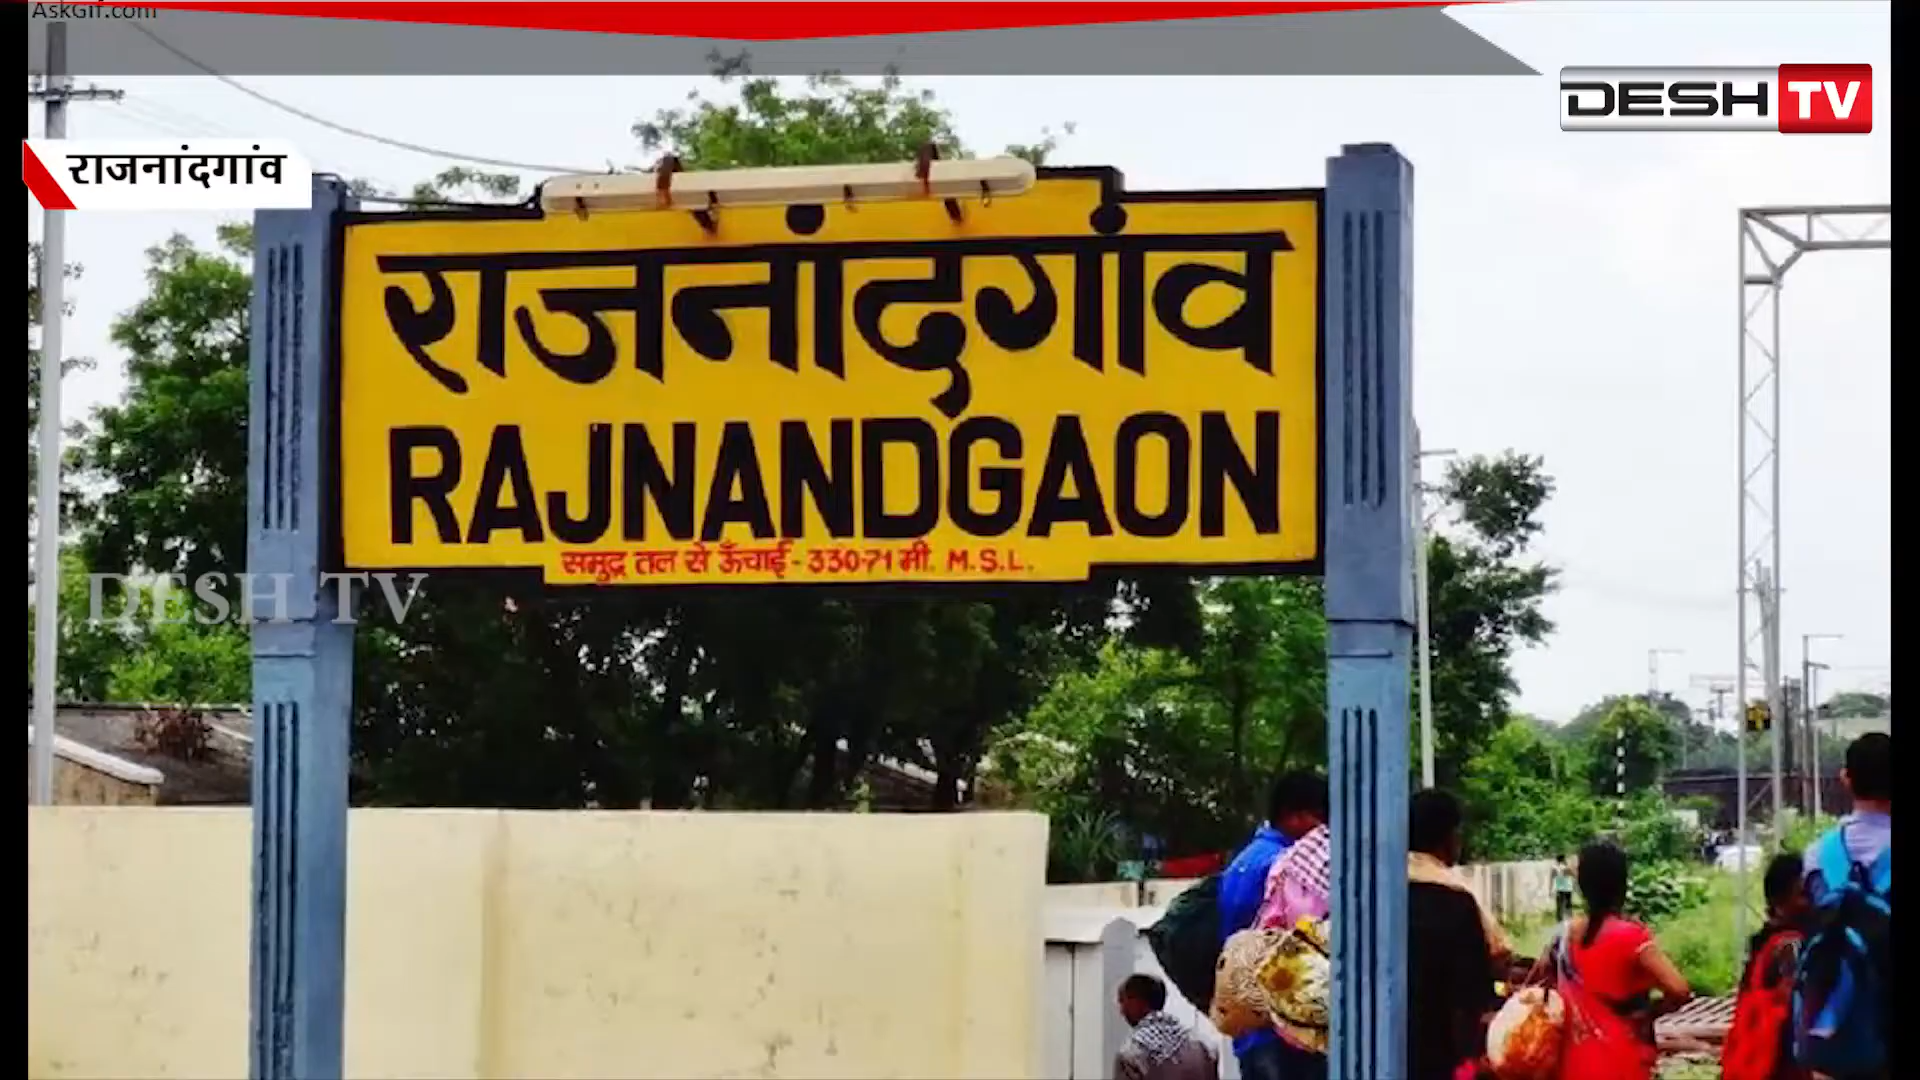 AskGif.com
DESH TV
राजनांदगांव
राजनांदगांव
RAJNANDGAON
समुद्र तल से ऊँचाई - 330.71 मी. M.S.L.
DESH TV